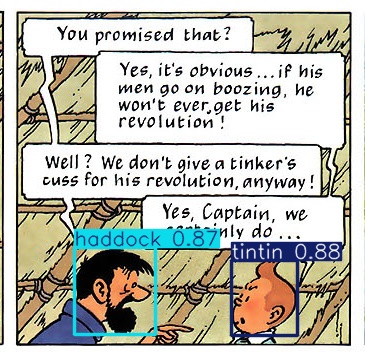 You promised that?
Yes, it's obvious...if his
men go on boozing, he
won't ever get his
revolution!
Well? We don't give a tinker's
cuss for his revolution, anyway!
Yes, Captain, we
certainly do...
haddock 0.87
tintin 0.88